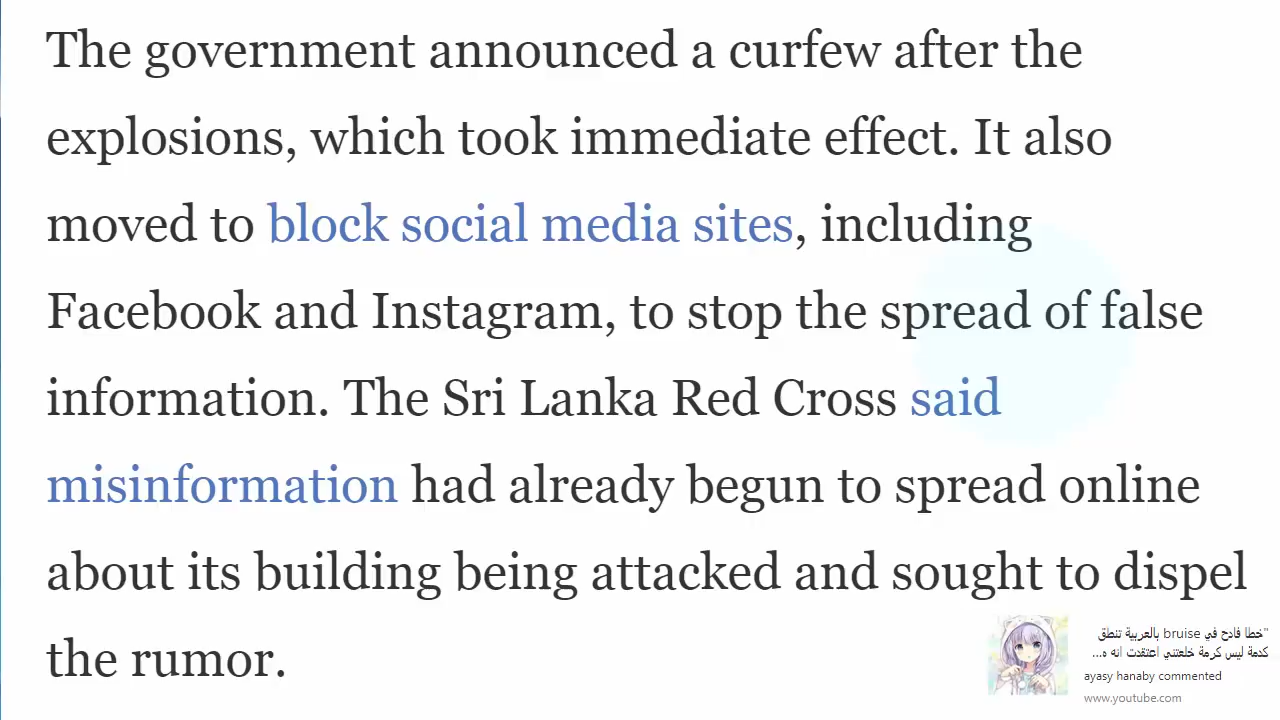 The government announced a curfew after the
explosions, which took immediate effect. It also
moved to block social media sites, including
Facebook and Instagram, to stop the spread of false
information. The Sri Lanka Red Cross said
misinformation had already begun to spread online
about its building being attacked and sought to dispel
the rumor.
"خطا فادح في bruise بالعربية تنطق
كدمة ليس كرمة خلعتني اعتقدت انه ه...
ayasy hanaby commented
www.youtube.com